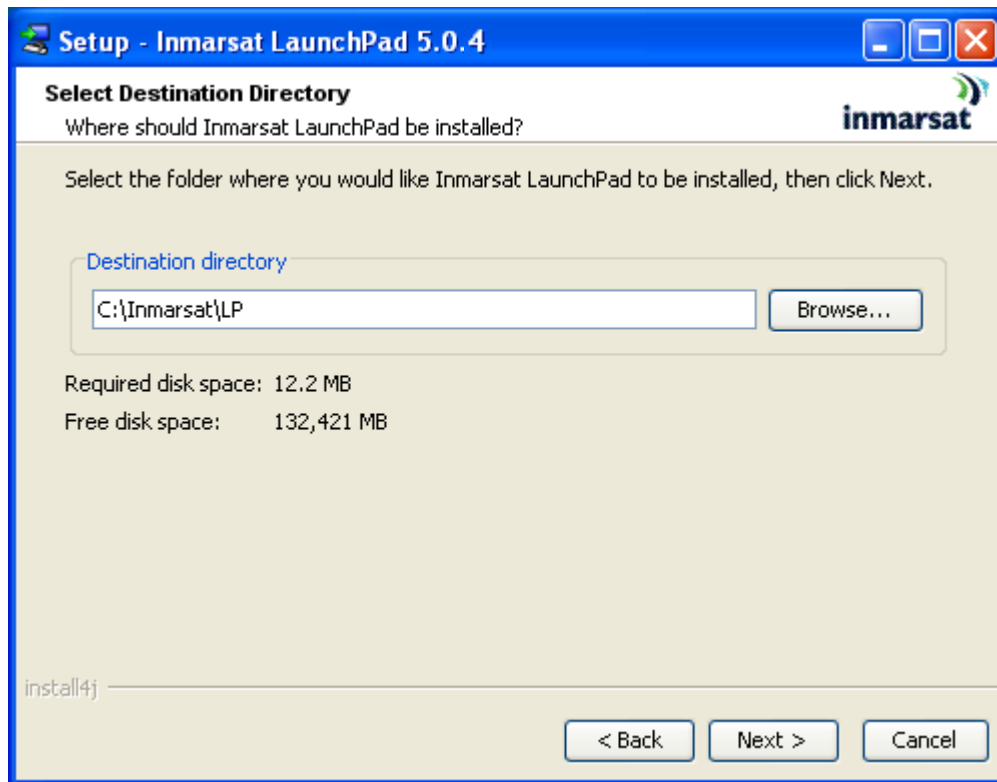 Setup - Inmarsat LaunchPad 5.0.4
Select Destination Directory
Where should Inmarsat LaunchPad be installed?
inmarsat
Select the folder where you would like Inmarsat LaunchPad to be installed, then click Next.
Destination directory
C:\Inmarsat\LP
Browse...
Required disk space: 12.2 MB
Free disk space: 132,421 MB
install4j
< Back
Next >
Cancel